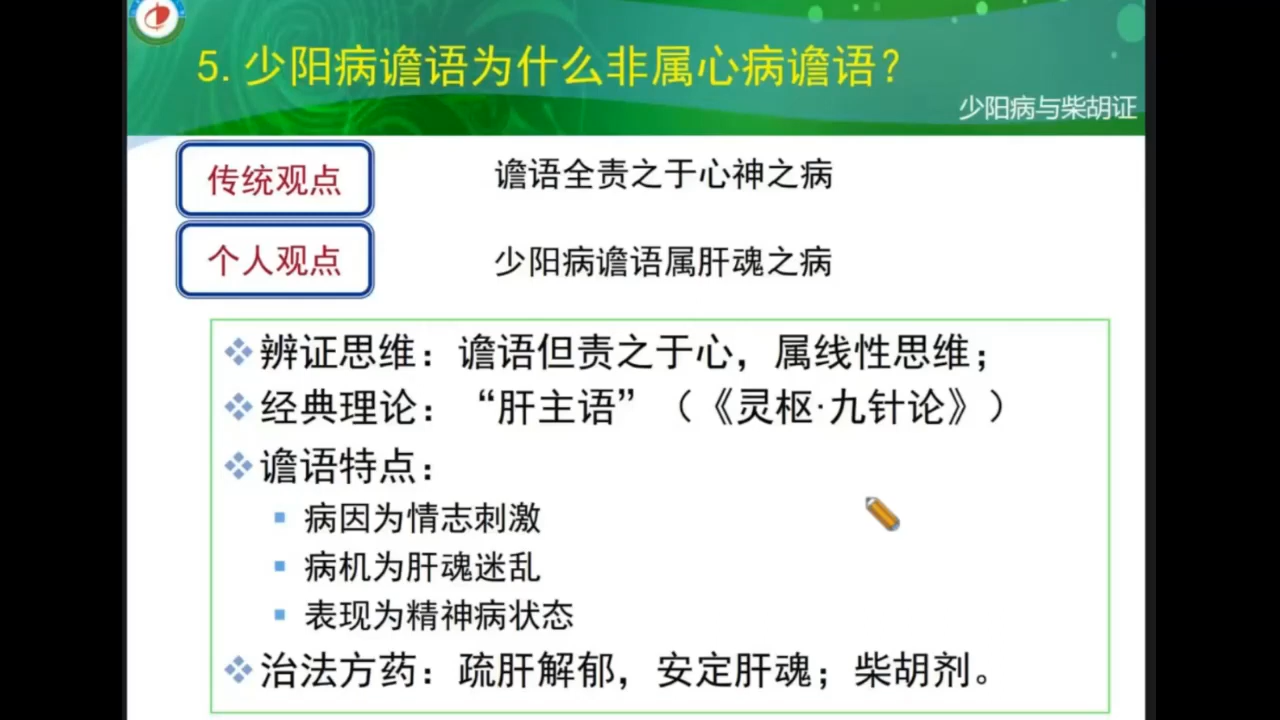 5. 少阳病谵语为什么非属心病谵语？
少阳病与柴胡证
传统观点
谵语全责之于心神之病
个人观点
少阳病谵语属肝魂之病
辨证思维：谵语但责之于心，属线性思维；
经典理论：“肝主语”（《灵枢·九针论》）
谵语特点：
病因为情志刺激
病机为肝魂迷乱
表现为精神病状态
治法方药：疏肝解郁，安定肝魂；柴胡剂。